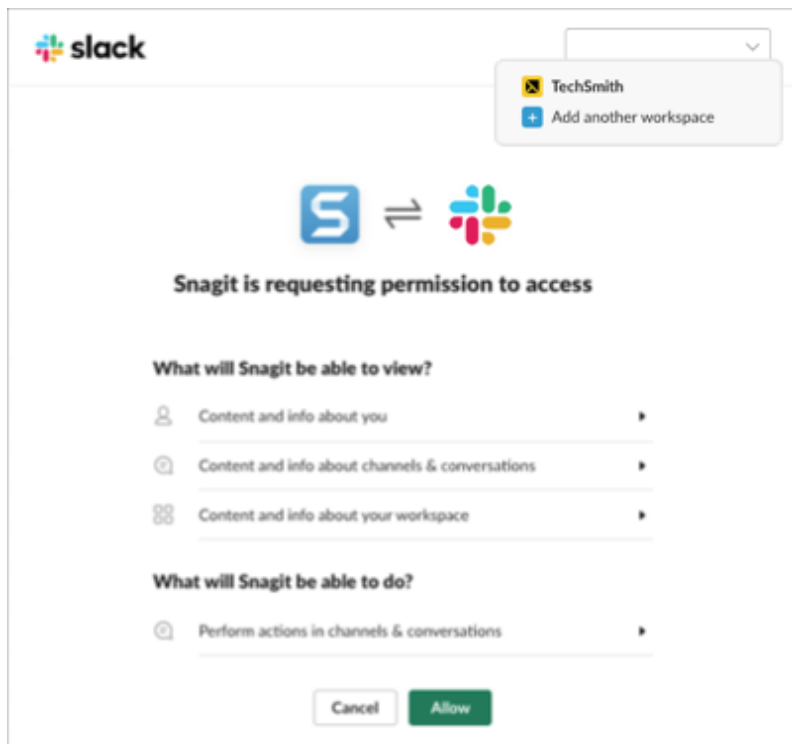 slack
TechSmith
Add another workspace
Snagit is requesting permission to access
What will Snagit be able to view?
Content and info about you
Content and info about channels & conversations
Content and info about your workspace
What will Snagit be able to do?
Perform actions in channels & conversations
Cancel
Allow